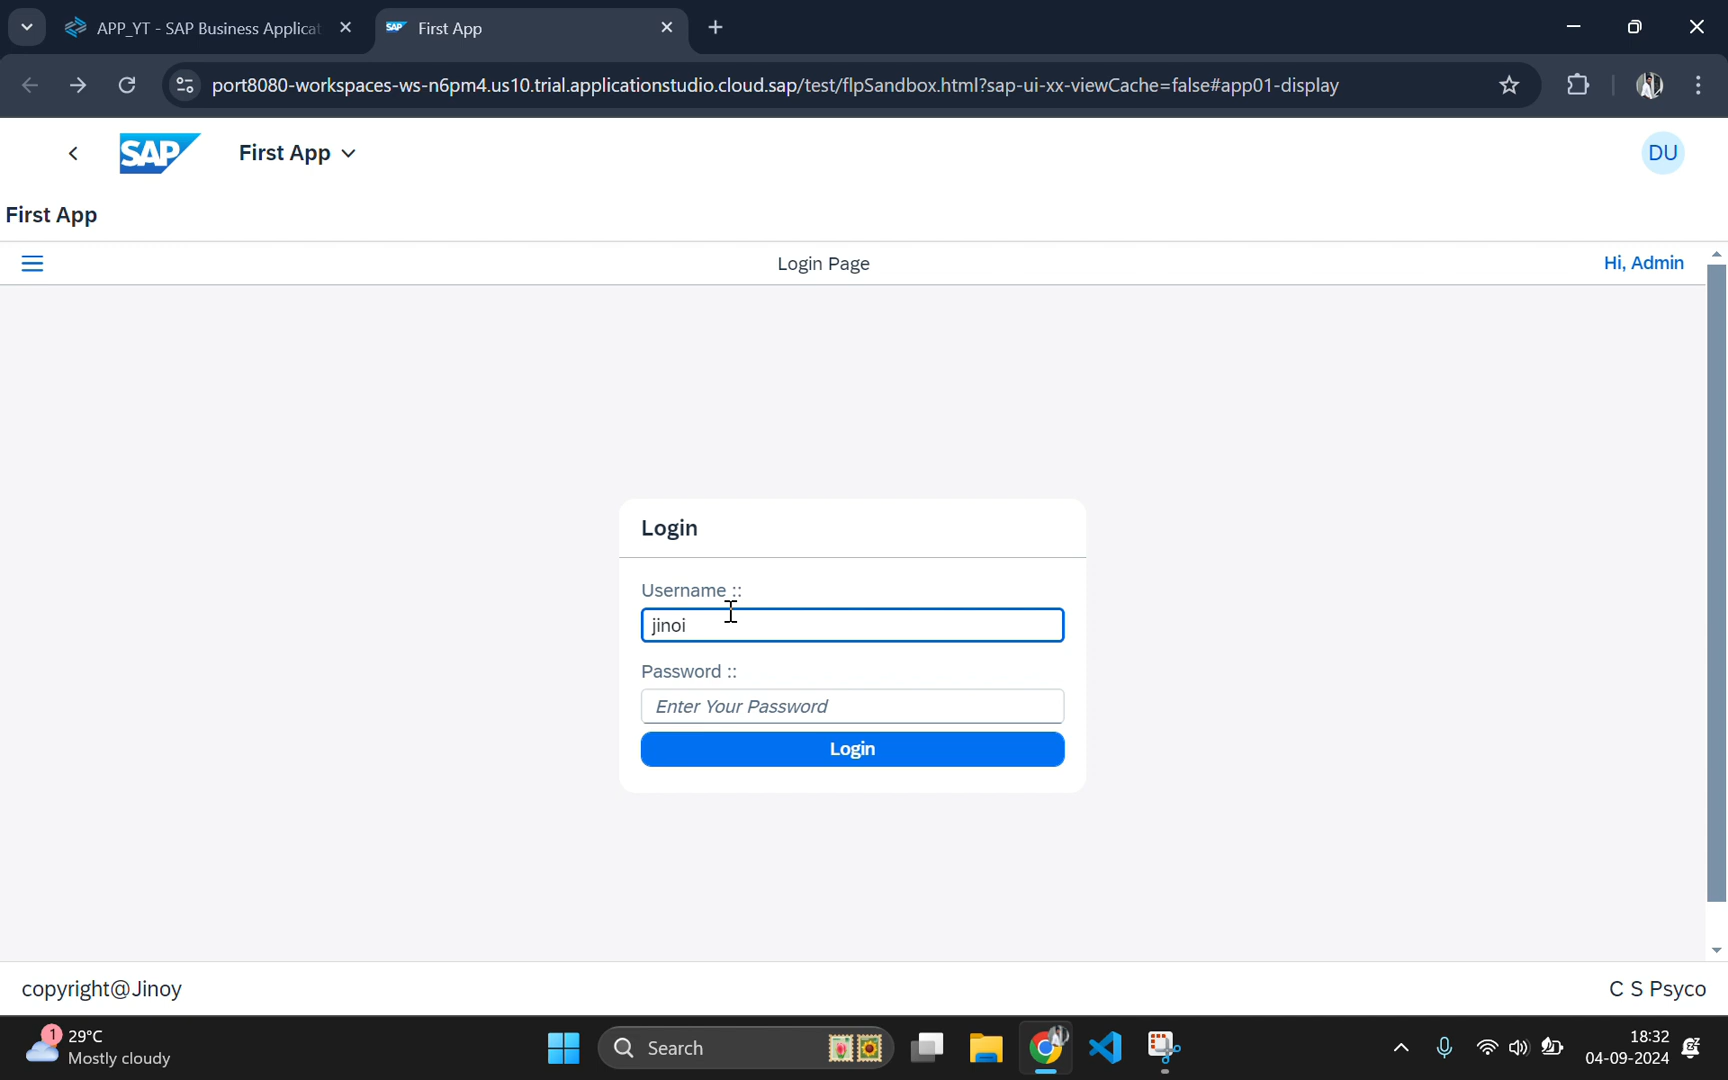 APP_YT - SAP Business Applicat
SAP First App
port8080-workspaces-ws-n6pm4.us10.trial.applicationstudio.cloud.sap/test/flpSandbox.html?sap-ui-xx-viewCache=false#app01-display
SAP First App DU
First App
Login Page Hi, Admin
Login
Username ::
jinoi
Password ::
Enter Your Password
Login
copyright@Jinoy C S Psyco
1 29°C
Mostly cloudy
Search
18:32
04-09-2024